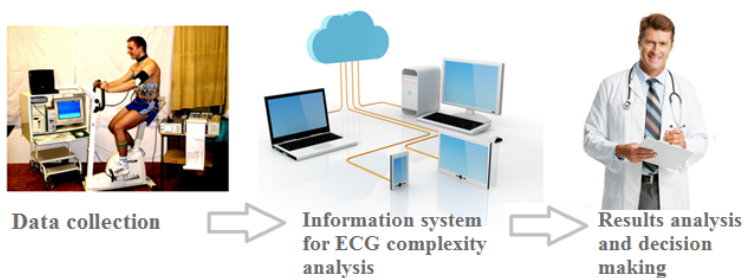 Data collection
Information system
for ECG complexity
analysis
Results analysis
and decision
making